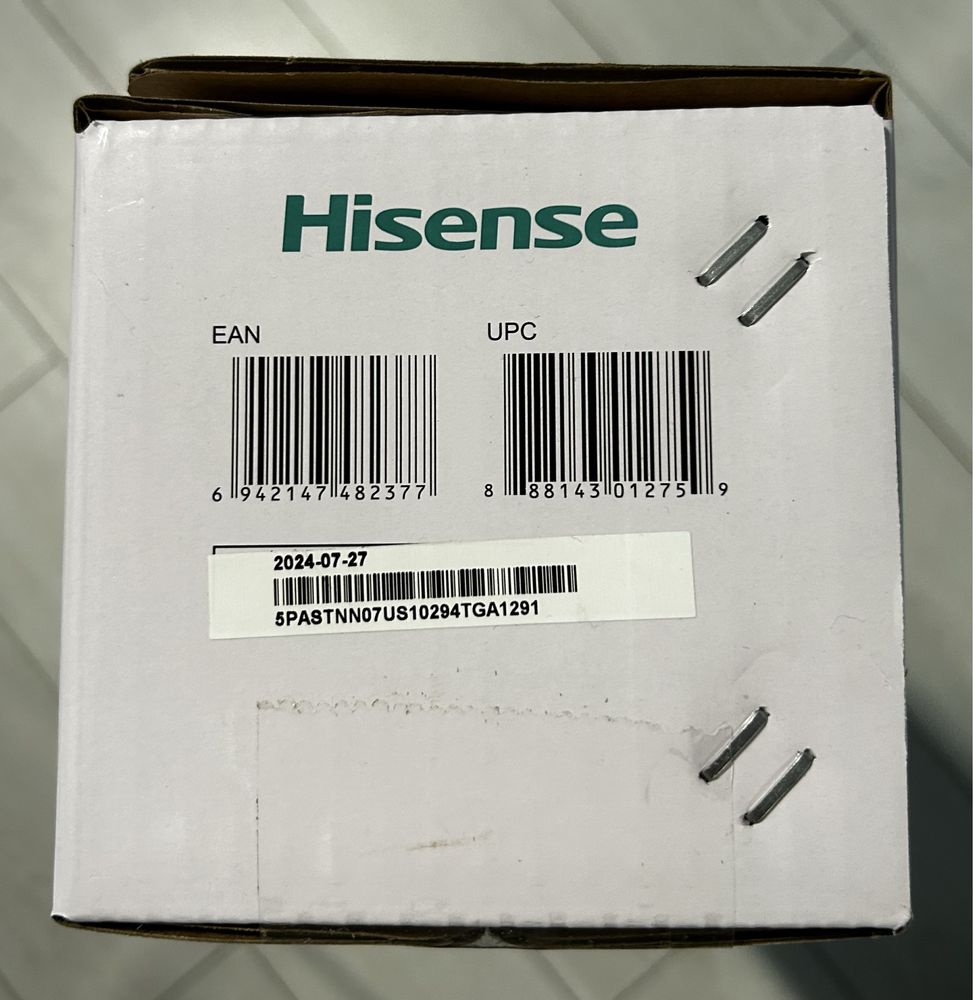 Hisense
EAN
UPC
6 942147 482377
8 88143 01275 9
2024-07-27
5PASTNN07US10294TGA1291